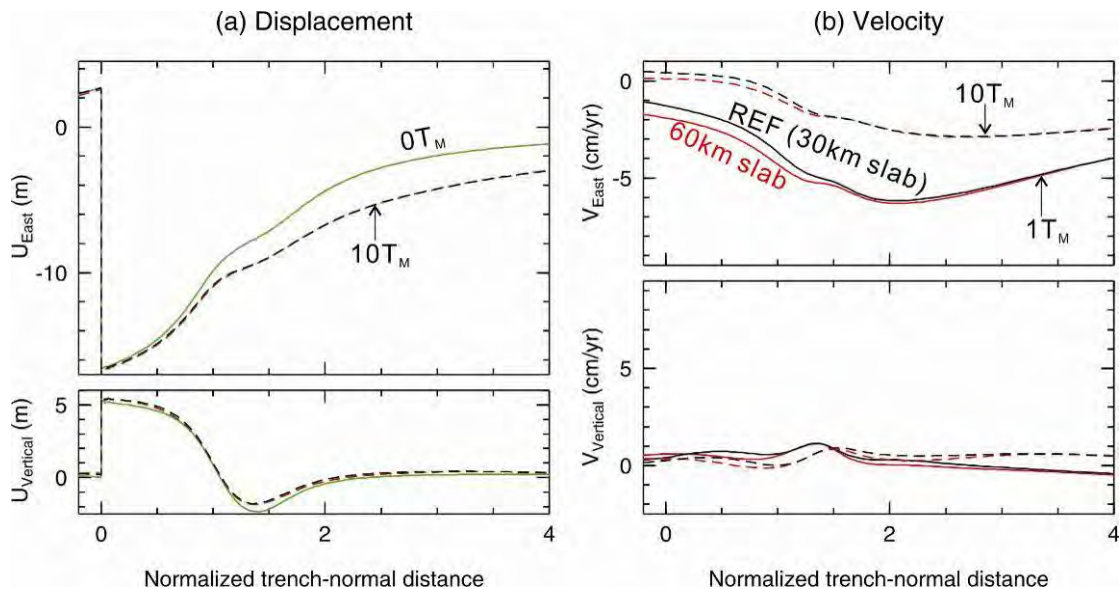 (a) Displacement
(b) Velocity
U East (m)
0
-10
0TM
10TM
UVertical (m)
5
0
0 2 4
Normalized trench-normal distance
VEast (cm/yr)
0
-5
10TM
REF (30km slab)
60km slab
1TM
VVertical (cm/yr)
5
0
0 2 4
Normalized trench-normal distance